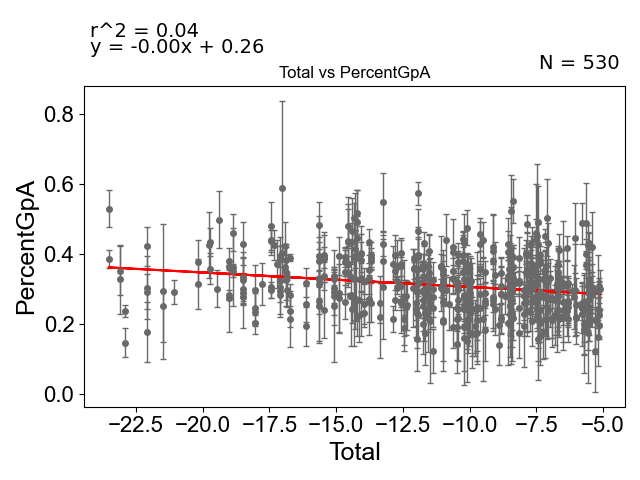 r^2 = 0.04
y = -0.00x + 0.26
N = 530
Total vs PercentGpA
PercentGpA
0.8
0.6
0.4
0.2
0.0
−22.5 −20.0 −17.5 −15.0 −12.5 −10.0 −7.5 −5.0
Total